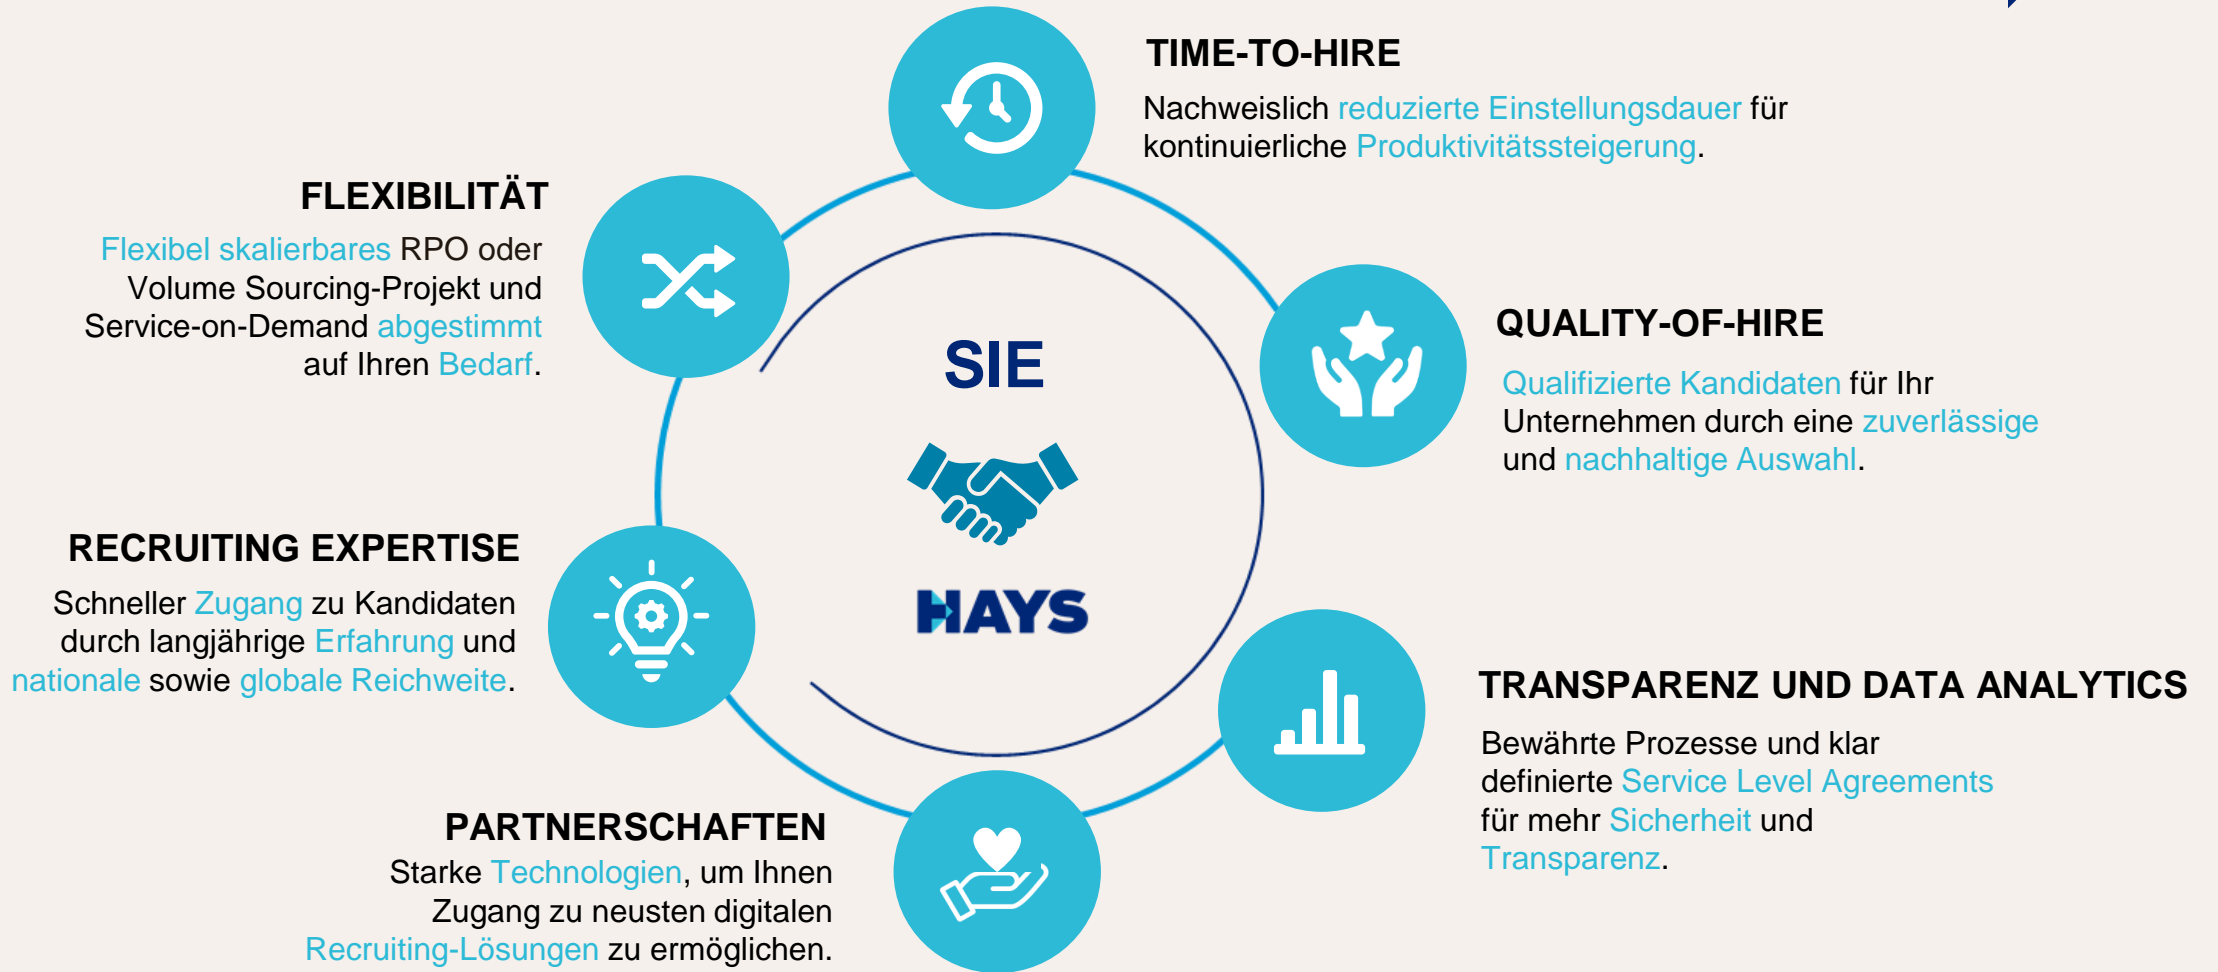 TIME-TO-HIRE
Nachweislich reduzierte Einstellungsdauer für
kontinuierliche Produktivitätssteigerung.
FLEXIBILITÄT
Flexibel skalierbares RPO oder
Volume Sourcing-Projekt und
Service-on-Demand abgestimmt
auf Ihren Bedarf.
SIE
HAYS
QUALITY-OF-HIRE
Qualifizierte Kandidaten für Ihr
Unternehmen durch eine zuverlässige
und nachhaltige Auswahl.
RECRUITING EXPERTISE
Schneller Zugang zu Kandidaten
durch langjährige Erfahrung und
nationale sowie globale Reichweite.
TRANSPARENZ UND DATA ANALYTICS
Bewährte Prozesse und klar
definierte Service Level Agreements
für mehr Sicherheit und
Transparenz.
PARTNERSCHAFTEN
Starke Technologien, um Ihnen
Zugang zu neusten digitalen
Recruiting-Lösungen zu ermöglichen.